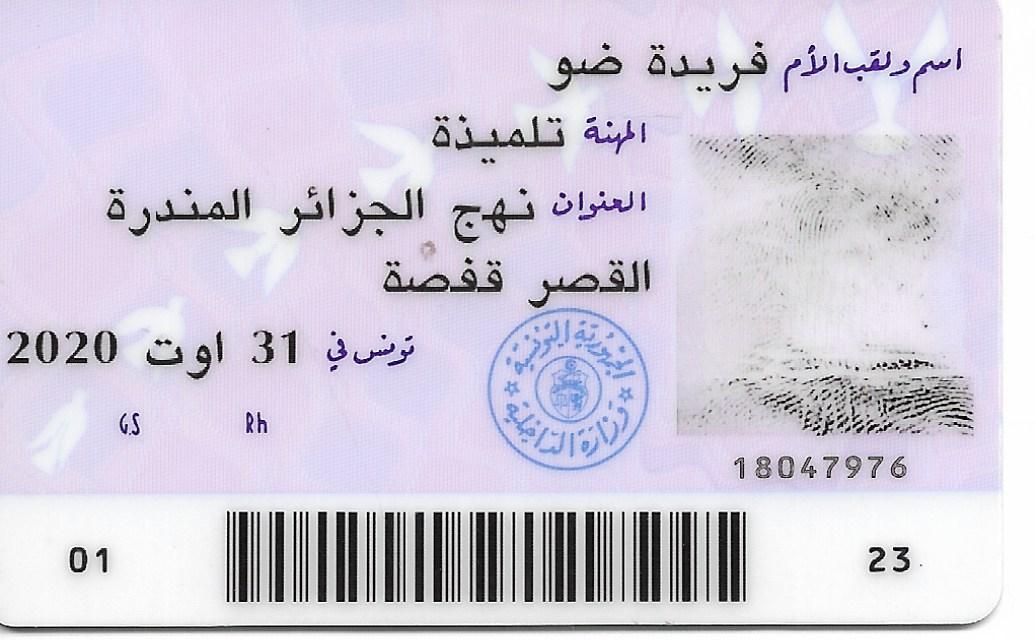 اسم و لقب الأم فريدة ضو
المهنة تلميذة
العنوان نهج الجزائر المندرة
القصر قفصة
تونس في 31 اوت 2020
G.S Rh
الجمهورية التونسية
وزارة الداخلية
18047976
01 23